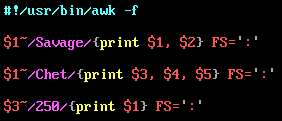 #!/usr/bin/awk -f
$1~/Savage/{print $1, $2} FS=':'
$1~/Chet/{print $3, $4, $5} FS=':'
$3~/250/{print $1} FS=':'